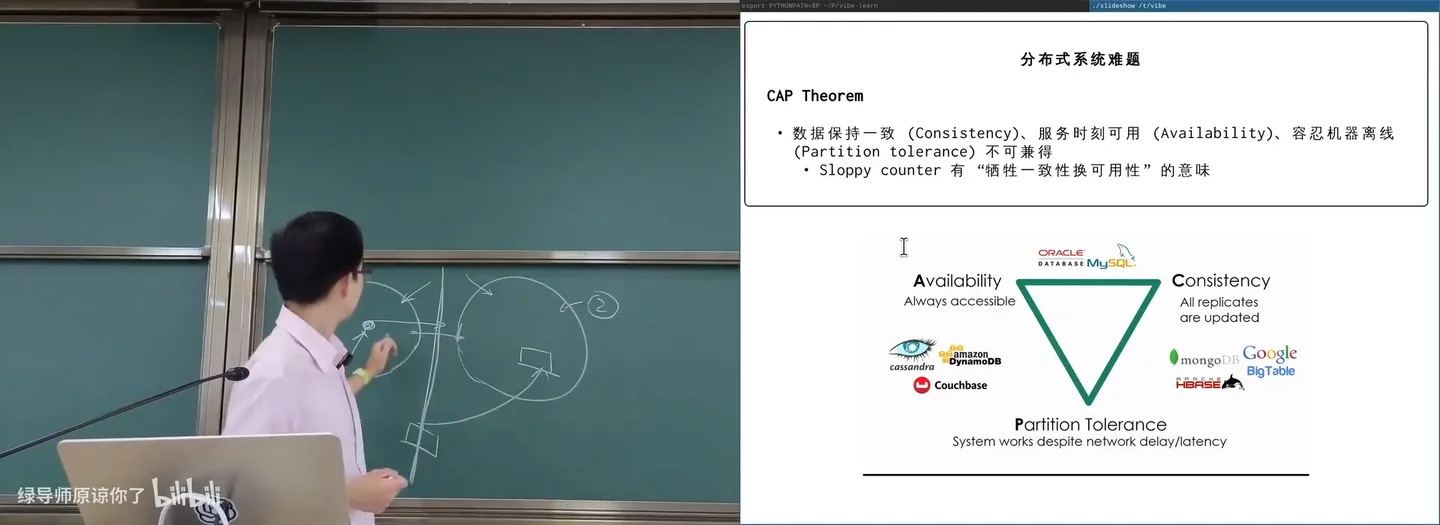 export PYTHONPATH=$P ~/P/vibe-learn
./slideshow /t/vibe
分布式系统难题
CAP Theorem
• 数据保持一致 (Consistency)、服务时刻可用 (Availability)、容忍机器离线
(Partition tolerance) 不可兼得
• Sloppy counter 有 “牺牲一致性换可用性” 的意味
ORACLE
DATABASE
MySQL
Availability
Always accessible
Consistency
All replicates
are updated
cassandra
amazon
DynamoDB
Couchbase
mongoDB
Google
BigTable
APACHE
HBASE
Partition Tolerance
System works despite network delay/latency
2
绿导师原谅你了 bilibili